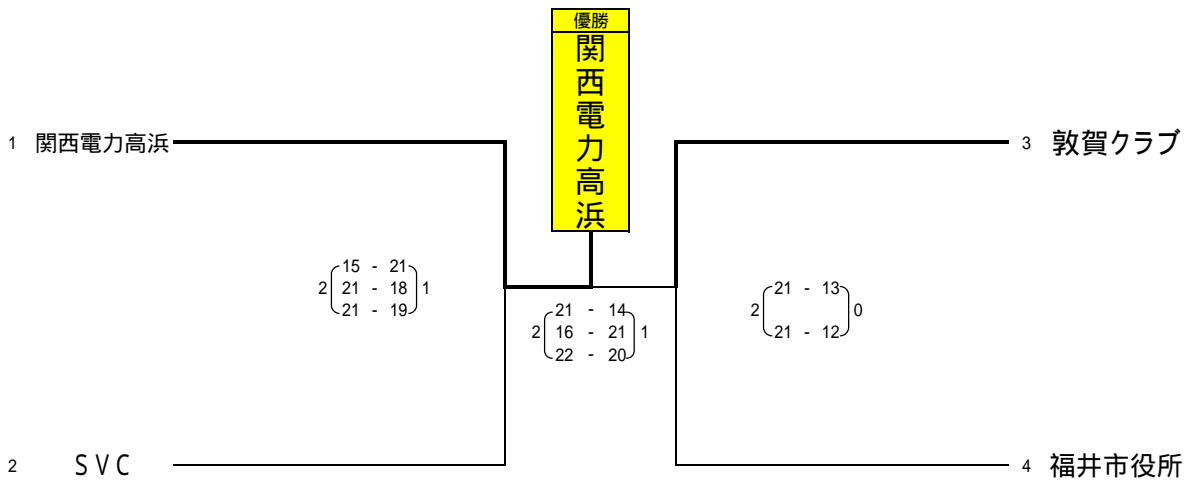 優勝
関西電力高浜
1 関西電力高浜
3 敦賀クラブ
15 - 21
2 21 - 18 1
21 - 19
21 - 14
2 16 - 21 1
22 - 20
21 - 13
2 0
21 - 12
2 SVC
4 福井市役所